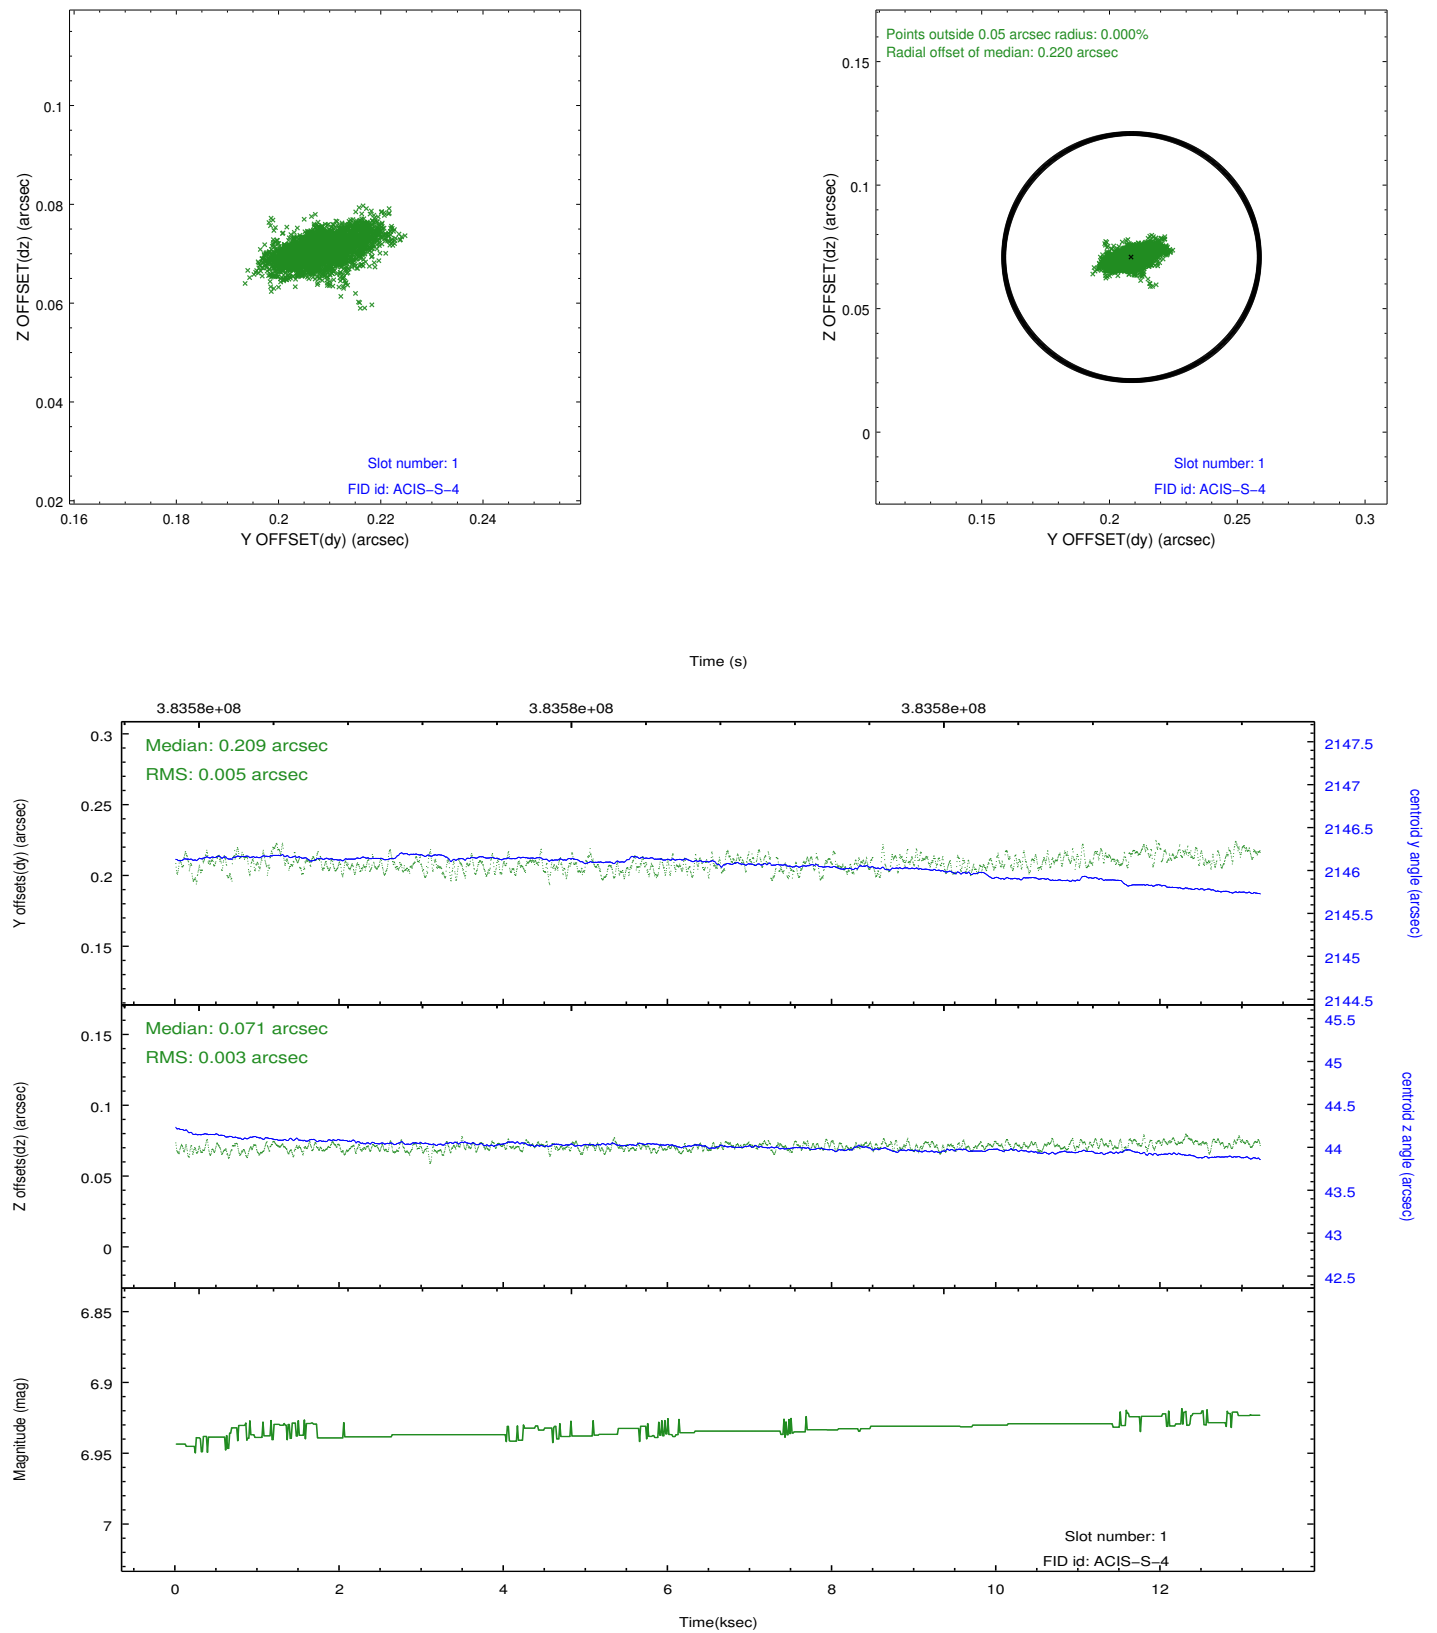 0.1
0.08
0.06
0.04
0.02
Z OFFSET(dz) (arcsec)
Slot number: 1
FID id: ACIS−S−4
0.16 0.18 0.2 0.22 0.24
Y OFFSET(dy) (arcsec)
Points outside 0.05 arcsec radius: 0.000%
Radial offset of median: 0.220 arcsec
0.15
0.1
0.05
0
Z OFFSET(dz) (arcsec)
Slot number: 1
FID id: ACIS−S−4
0.15 0.2 0.25 0.3
Y OFFSET(dy) (arcsec)
Time (s)
3.8358e+08 3.8358e+08 3.8358e+08
Median: 0.209 arcsec
RMS: 0.005 arcsec
0.3
0.25
0.2
0.15
Y offsets(dy) (arcsec)
2147.5
2147
2146.5
2146
2145.5
2145
2144.5
centroid y angle (arcsec)
Median: 0.071 arcsec
RMS: 0.003 arcsec
0.15
0.1
0.05
0
Z offsets(dz) (arcsec)
45.5
45
44.5
44
43.5
43
42.5
centroid z angle (arcsec)
6.85
6.9
6.95
7
Magnitude (mag)
Slot number: 1
FID id: ACIS−S−4
0 2 4 6 8 10 12
Time(ksec)